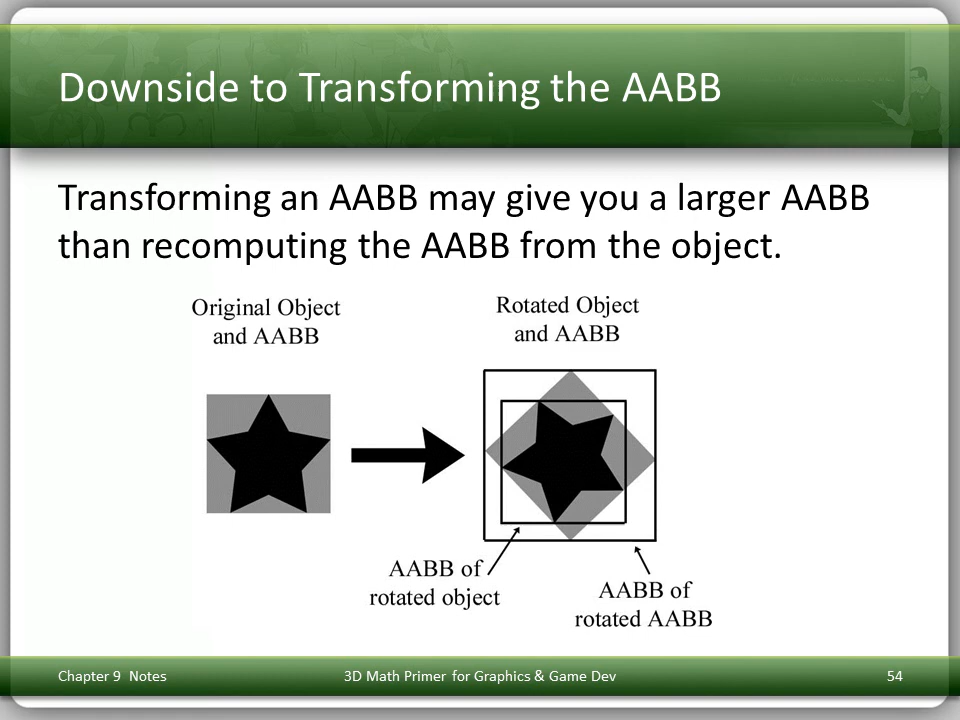 Downside to Transforming the AABB
Transforming an AABB may give you a larger AABB
than recomputing the AABB from the object.
Original Object
and AABB
Rotated Object
and AABB
AABB of
rotated object
AABB of
rotated AABB
Chapter 9 Notes
3D Math Primer for Graphics & Game Dev
54